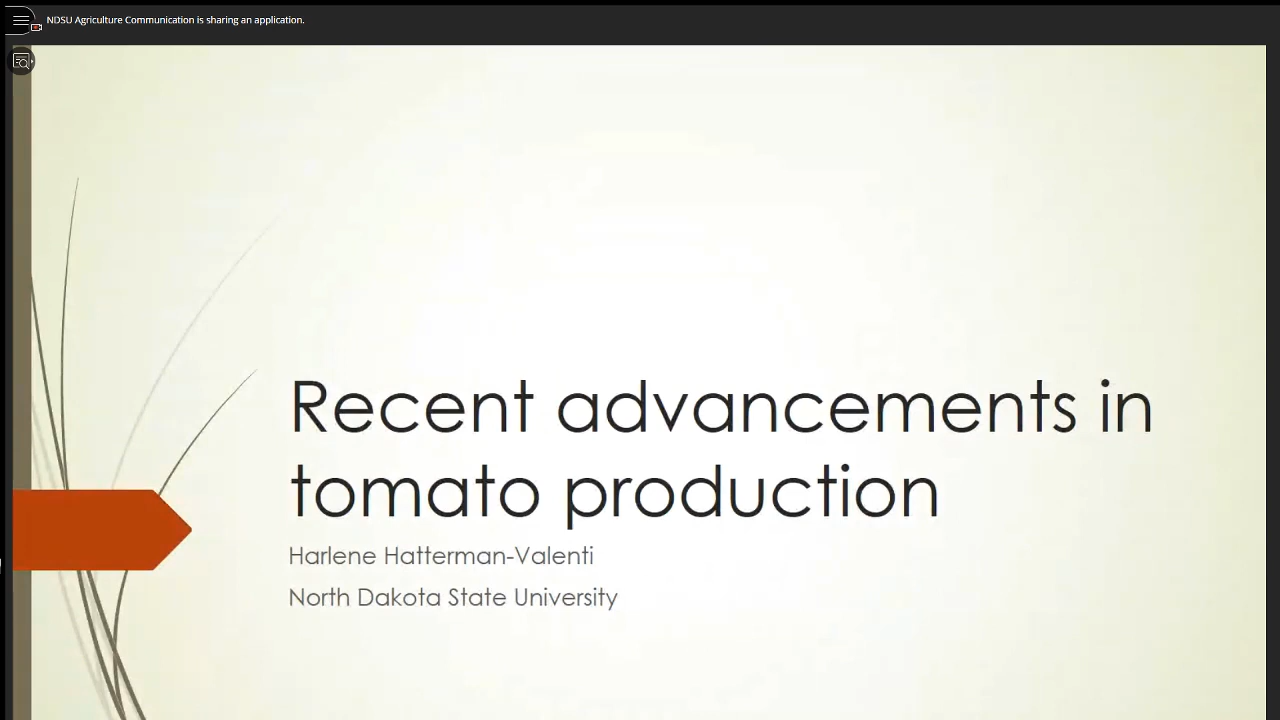 NDSU Agriculture Communication is sharing an application.
Recent advancements in
tomato production
Harlene Hatterman-Valenti
North Dakota State University